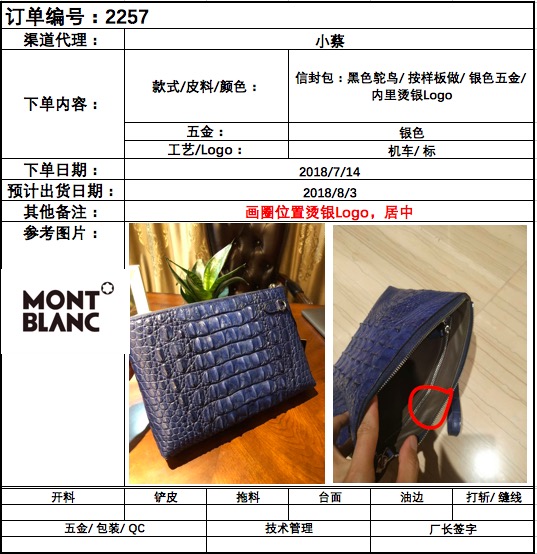 订单编号：2257
渠道代理：
小蔡
下单内容：
款式/皮料/颜色：
信封包：黑色鸵鸟/ 按样板做/ 银色五金/
内里烫银Logo
五金：
银色
工艺/Logo：
机车/ 标
下单日期：
2018/7/14
预计出货日期：
2018/8/3
其他备注：
画圈位置烫银Logo，居中
参考图片：
MONT
BLANC
开料
铲皮
拖料
台面
油边
打斩/ 缝线
五金/ 包装/ QC
技术管理
厂长签字